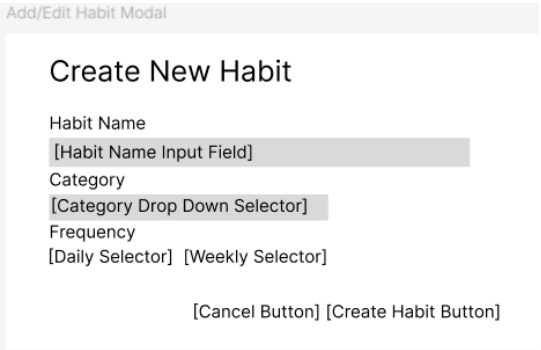 Add/Edit Habit Modal
Create New Habit
Habit Name
[Habit Name Input Field]
Category
[Category Drop Down Selector]
Frequency
[Daily Selector] [Weekly Selector]
[Cancel Button] [Create Habit Button]